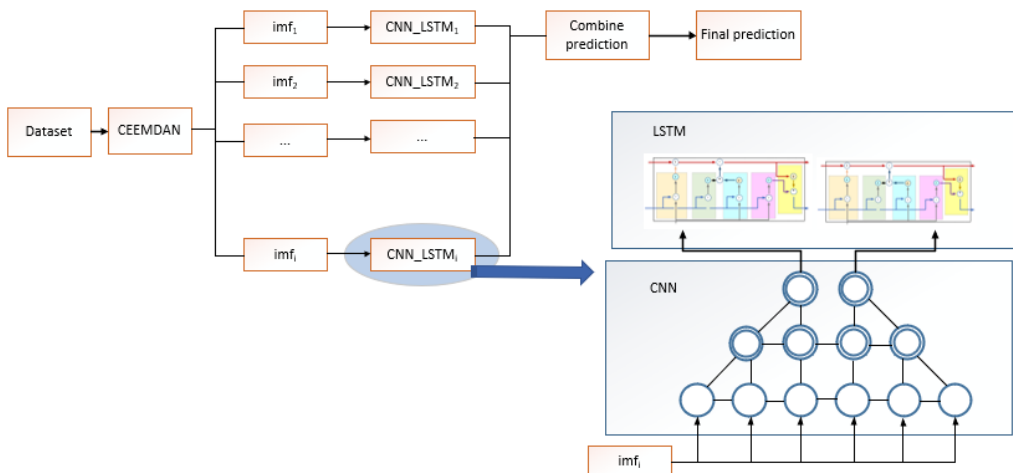 imf₁
CNN_LSTM₁
Combine
prediction
Final prediction
imf₂
CNN_LSTM₂
Dataset
CEEMDAN
...
...
LSTM
imfᵢ
CNN_LSTMᵢ
CNN
imfᵢ